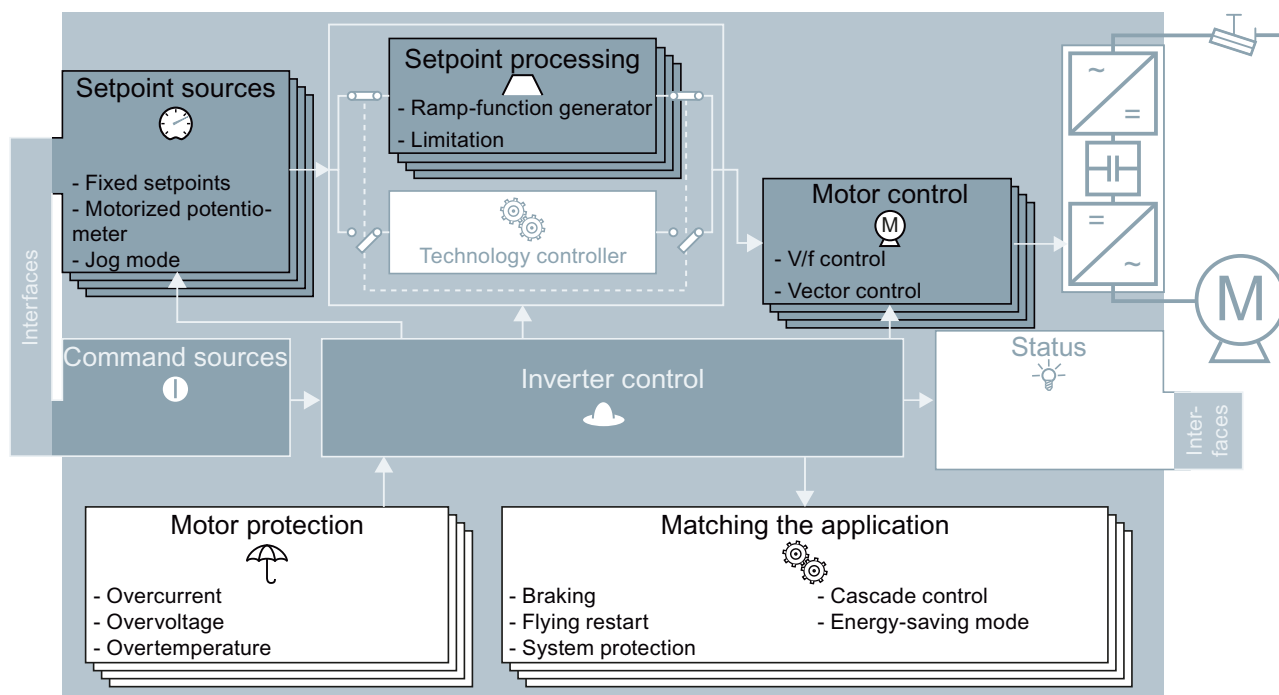 Setpoint processing
- Ramp-function generator
- Limitation
Setpoint sources
- Fixed setpoints
- Motorized potentio-
meter
- Jog mode
Technology controller
Motor control
M
- V/f control
- Vector control
~
=
=
~
M
Interfaces
Command sources
Inverter control
Status
Inter-
faces
Motor protection
- Overcurrent
- Overvoltage
- Overtemperature
Matching the application
- Braking
- Flying restart
- System protection
- Cascade control
- Energy-saving mode